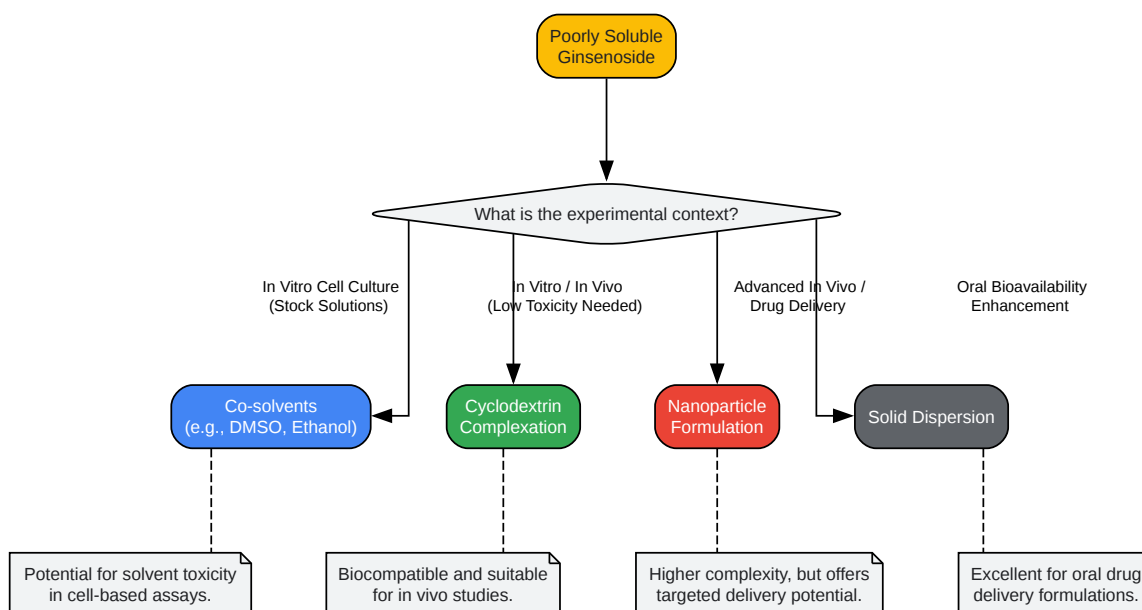 Poorly Soluble
Ginsenoside
What is the experimental context?
In Vitro Cell Culture
(Stock Solutions)
In Vitro / In Vivo
(Low Toxicity Needed)
Advanced In Vivo /
Drug Delivery
Oral Bioavailability
Enhancement
Co-solvents
(e.g., DMSO, Ethanol)
Cyclodextrin
Complexation
Nanoparticle
Formulation
Solid Dispersion
Potential for solvent toxicity
in cell-based assays.
Biocompatible and suitable
for in vivo studies.
Higher complexity, but offers
targeted delivery potential.
Excellent for oral drug
delivery formulations.